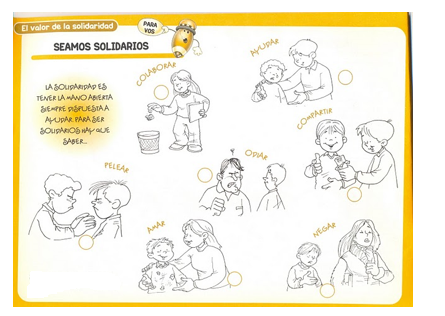 El valor de la solidaridad
PARA
VOS
SEAMOS SOLIDARIOS
LA SOLIDARIDAD ES
TENER LA MANO ABIERTA
SIEMPRE DISPUESTA A
AYUDAR. PARA SER
SOLIDARIOS HAY QUE
SABER...
COLABORAR
AYUDAR
COMPARTIR
PELEAR
ODIAR
AMAR
NEGAR